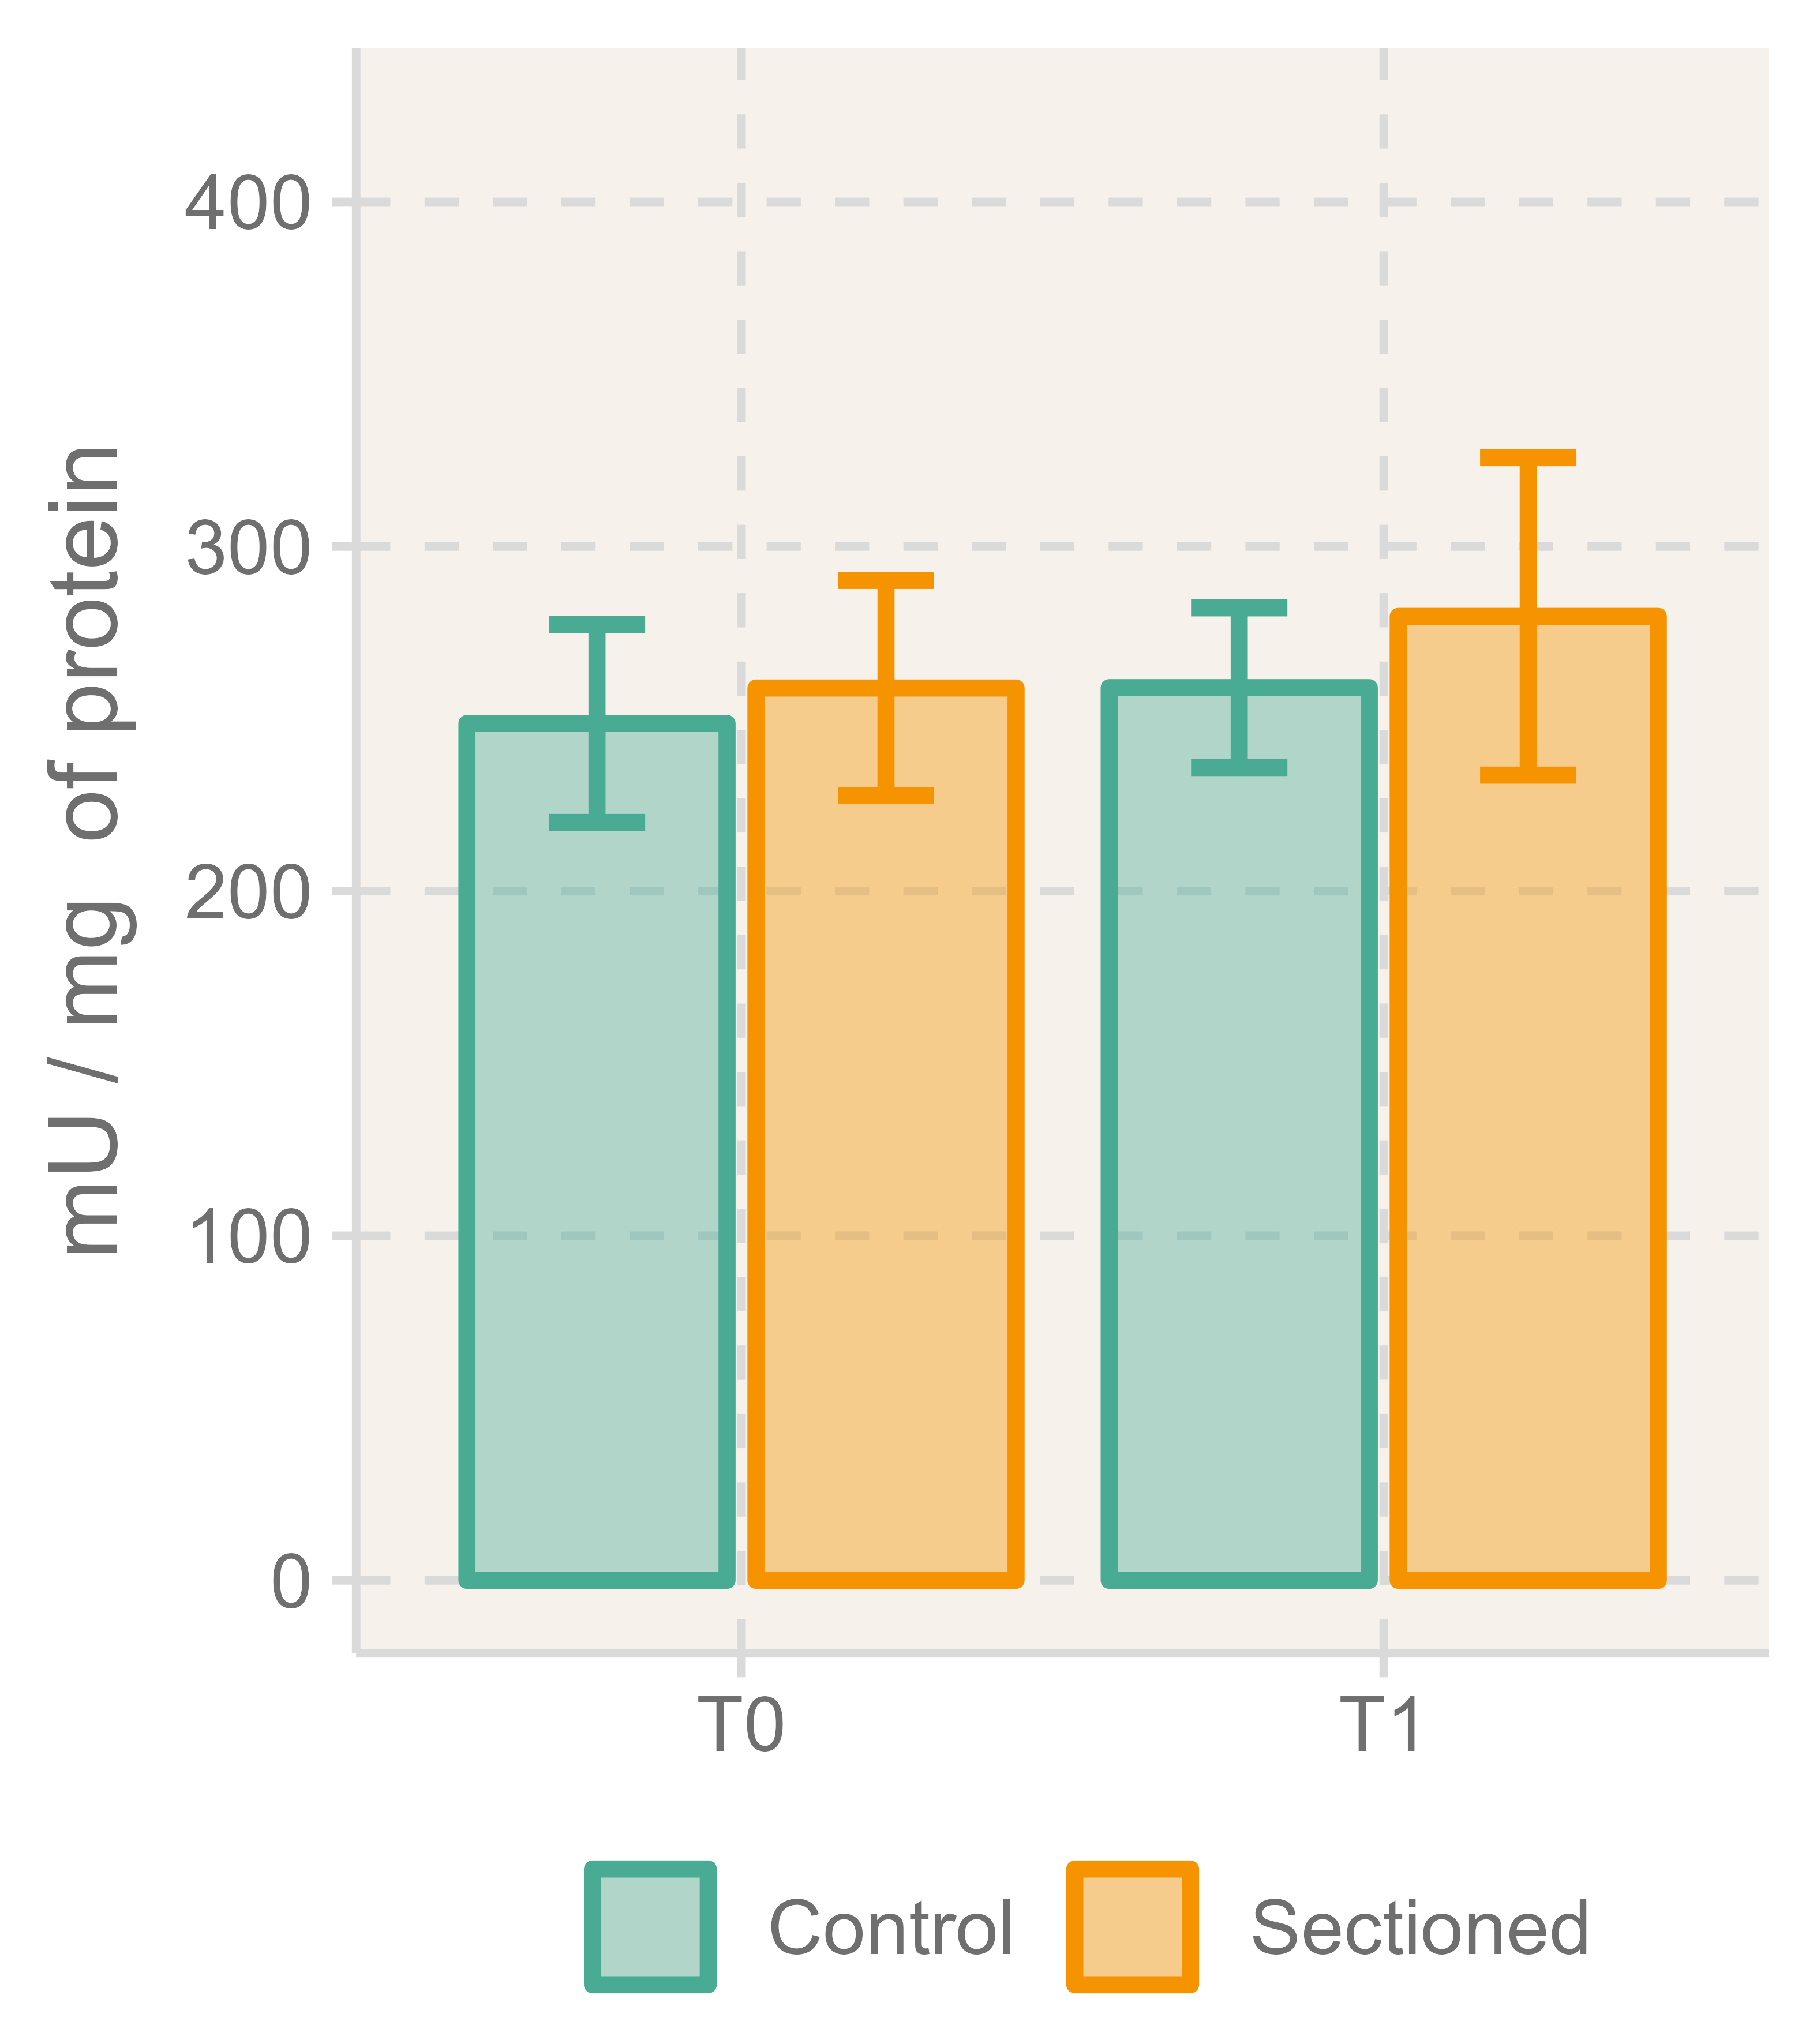 mU / mg of protein
400
300
200
100
0
T0
T1
Control
Sectioned